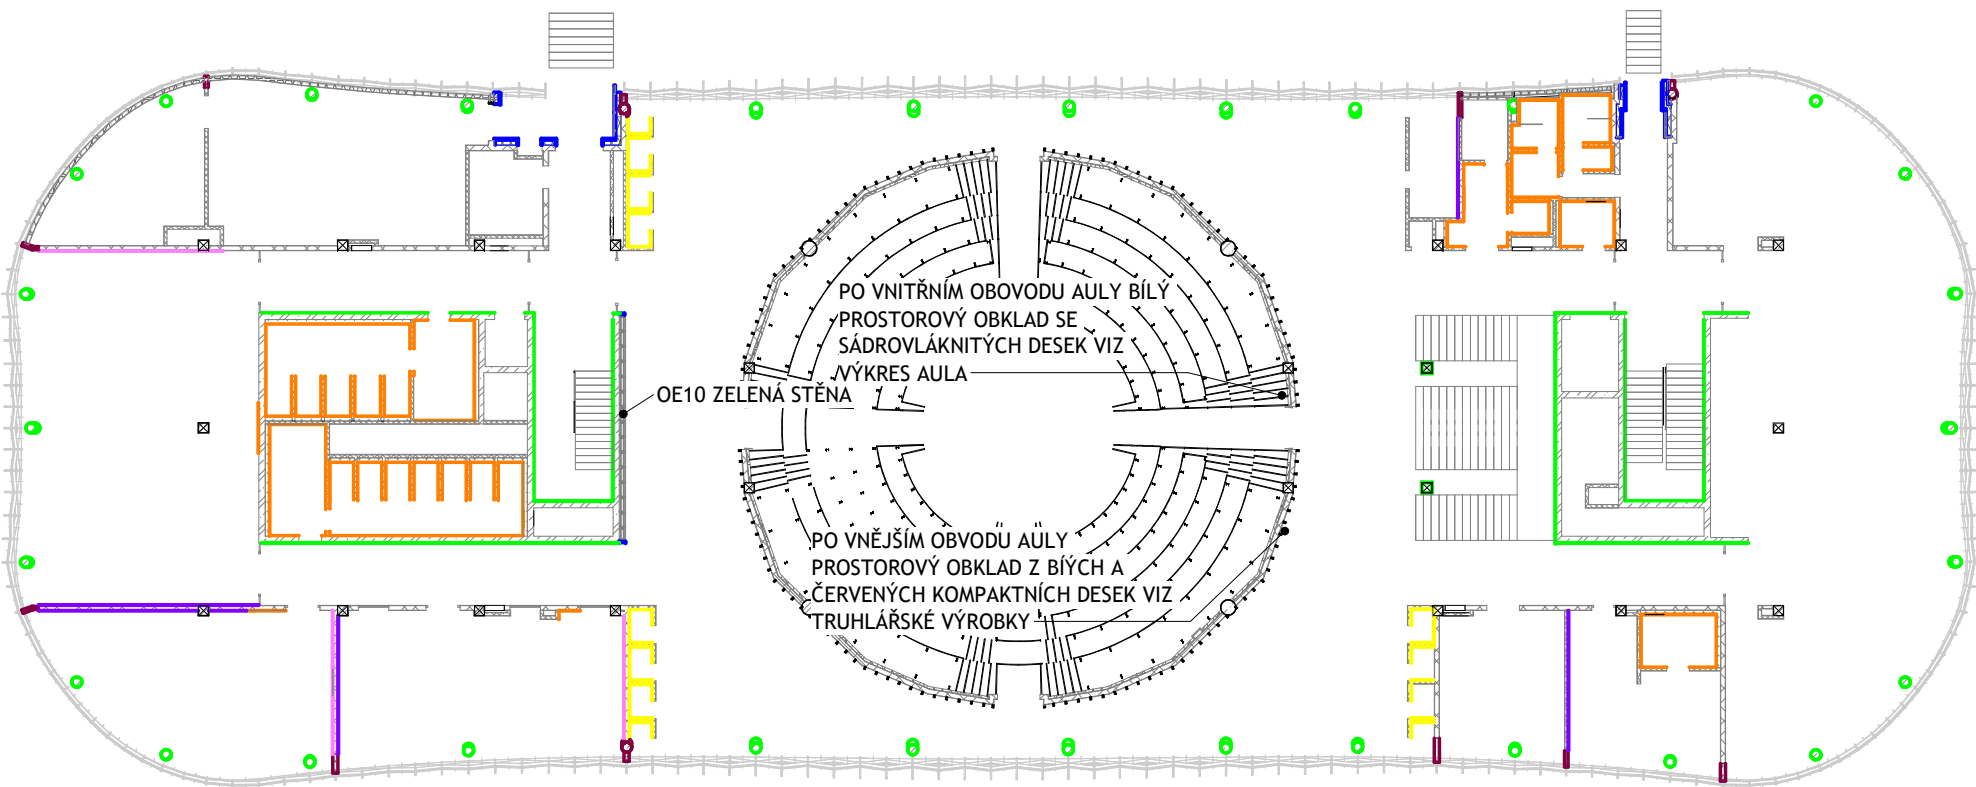 PO VNITŘNÍM OBOVODU AULY BÍLÝ
PROSTOROVÝ OBKLAD SE
SÁDROVLÁKNITÝCH DESEK VIZ
VÝKRES AULA
OE10 ZELENÁ STĚNA
PO VNĚJŠÍM OBVODU AULY
PROSTOROVÝ OBKLAD Z BÍÝCH A
ČERVENÝCH KOMPAKTNÍCH DESEK VIZ
TRUHLÁŘSKÉ VÝROBKY